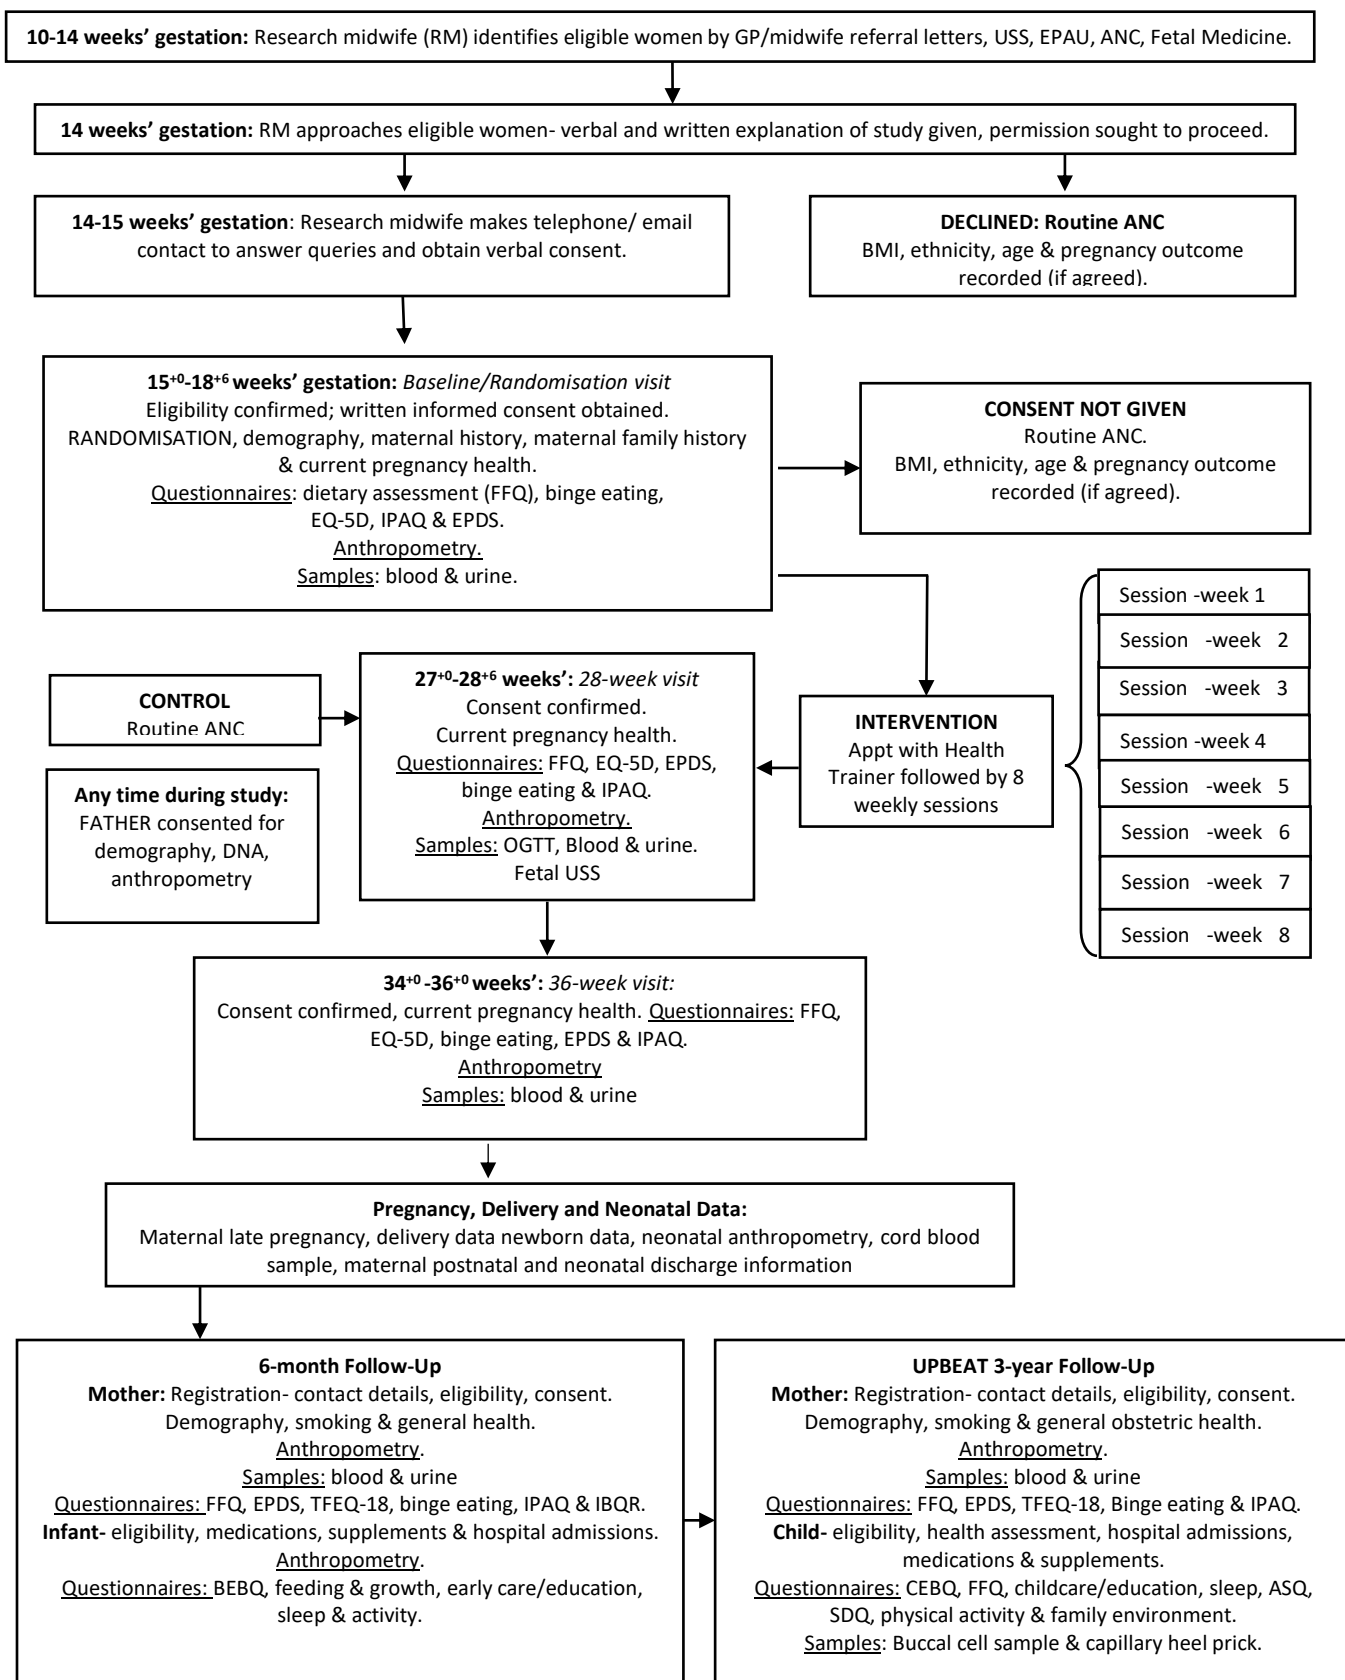 10-14 weeks' gestation: Research midwife (RM) identifies eligible women by GP/midwife referral letters, USS, EPAU, ANC, Fetal Medicine.
14 weeks' gestation: RM approaches eligible women- verbal and written explanation of study given, permission sought to proceed.
14-15 weeks' gestation: Research midwife makes telephone/ email
contact to answer queries and obtain verbal consent.
DECLINED: Routine ANC
BMI, ethnicity, age & pregnancy outcome
recorded (if agreed).
15+0-18+6 weeks' gestation: Baseline/Randomisation visit
Eligibility confirmed; written informed consent obtained.
RANDOMISATION, demography, maternal history, maternal family history
& current pregnancy health.
Questionnaires: dietary assessment (FFQ), binge eating,
EQ-5D, IPAQ & EPDS.
Anthropometry.
Samples: blood & urine.
CONSENT NOT GIVEN
Routine ANC.
BMI, ethnicity, age & pregnancy outcome
recorded (if agreed).
CONTROL
Routine ANC
Any time during study:
FATHER consented for
demography, DNA,
anthropometry
27+0-28+6 weeks': 28-week visit
Consent confirmed.
Current pregnancy health.
Questionnaires: FFQ, EQ-5D, EPDS,
binge eating & IPAQ.
Anthropometry.
Samples: OGTT, Blood & urine.
Fetal USS
INTERVENTION
Appt with Health
Trainer followed by 8
weekly sessions
Session -week 1
Session -week 2
Session -week 3
Session -week 4
Session -week 5
Session -week 6
Session -week 7
Session -week 8
34+0 -36+0 weeks': 36-week visit:
Consent confirmed, current pregnancy health. Questionnaires: FFQ,
EQ-5D, binge eating, EPDS & IPAQ.
Anthropometry
Samples: blood & urine
Pregnancy, Delivery and Neonatal Data:
Maternal late pregnancy, delivery data newborn data, neonatal anthropometry, cord blood
sample, maternal postnatal and neonatal discharge information
6-month Follow-Up
Mother: Registration- contact details, eligibility, consent.
Demography, smoking & general health.
Anthropometry.
Samples: blood & urine
Questionnaires: FFQ, EPDS, TFEQ-18, binge eating, IPAQ & IBQR.
Infant- eligibility, medications, supplements & hospital admissions.
Anthropometry.
Questionnaires: BEBQ, feeding & growth, early care/education,
sleep & activity.
UPBEAT 3-year Follow-Up
Mother: Registration- contact details, eligibility, consent.
Demography, smoking & general obstetric health.
Anthropometry.
Samples: blood & urine
Questionnaires: FFQ, EPDS, TFEQ-18, Binge eating & IPAQ.
Child- eligibility, health assessment, hospital admissions,
medications & supplements.
Questionnaires: CEBQ, FFQ, childcare/education, sleep, ASQ,
SDQ, physical activity & family environment.
Samples: Buccal cell sample & capillary heel prick.